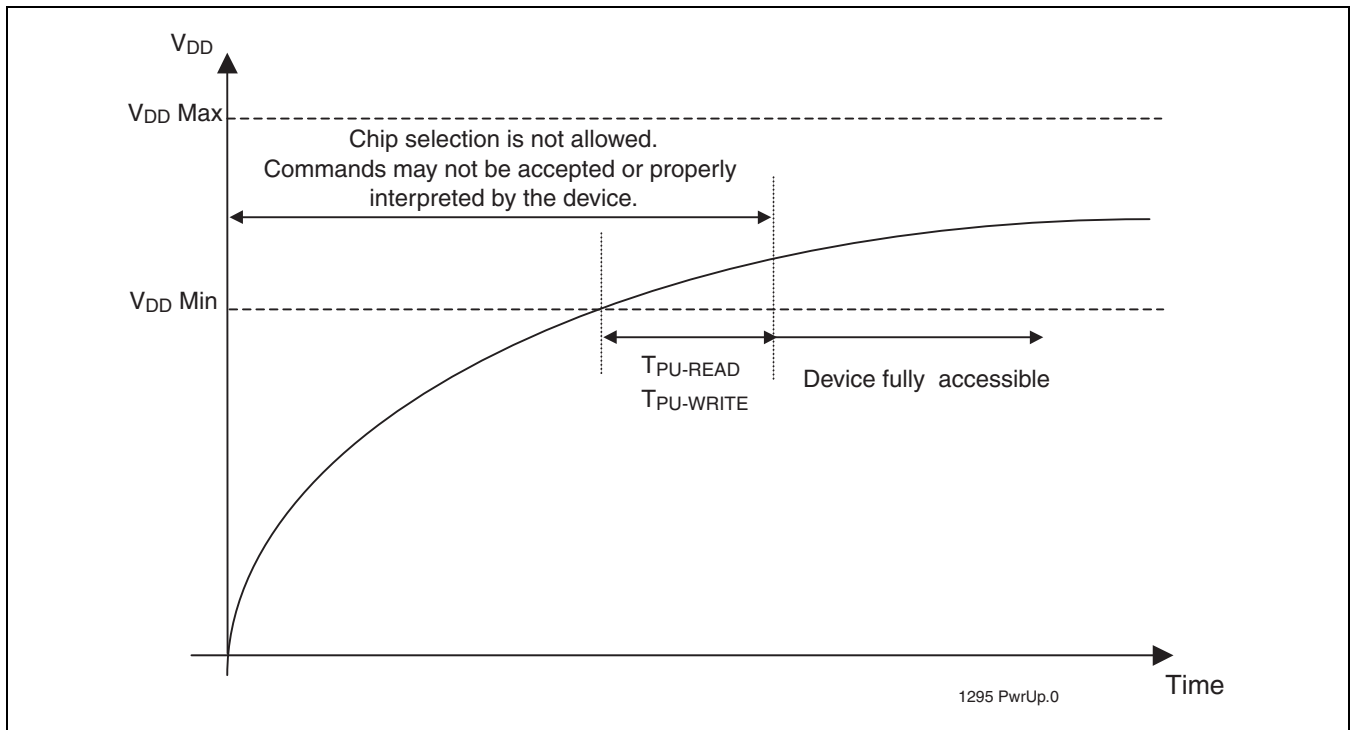 VDD
VDD Max
Chip selection is not allowed.
Commands may not be accepted or properly
interpreted by the device.
VDD Min
TPU-READ
TPU-WRITE
Device fully accessible
Time
1295 PwrUp.0